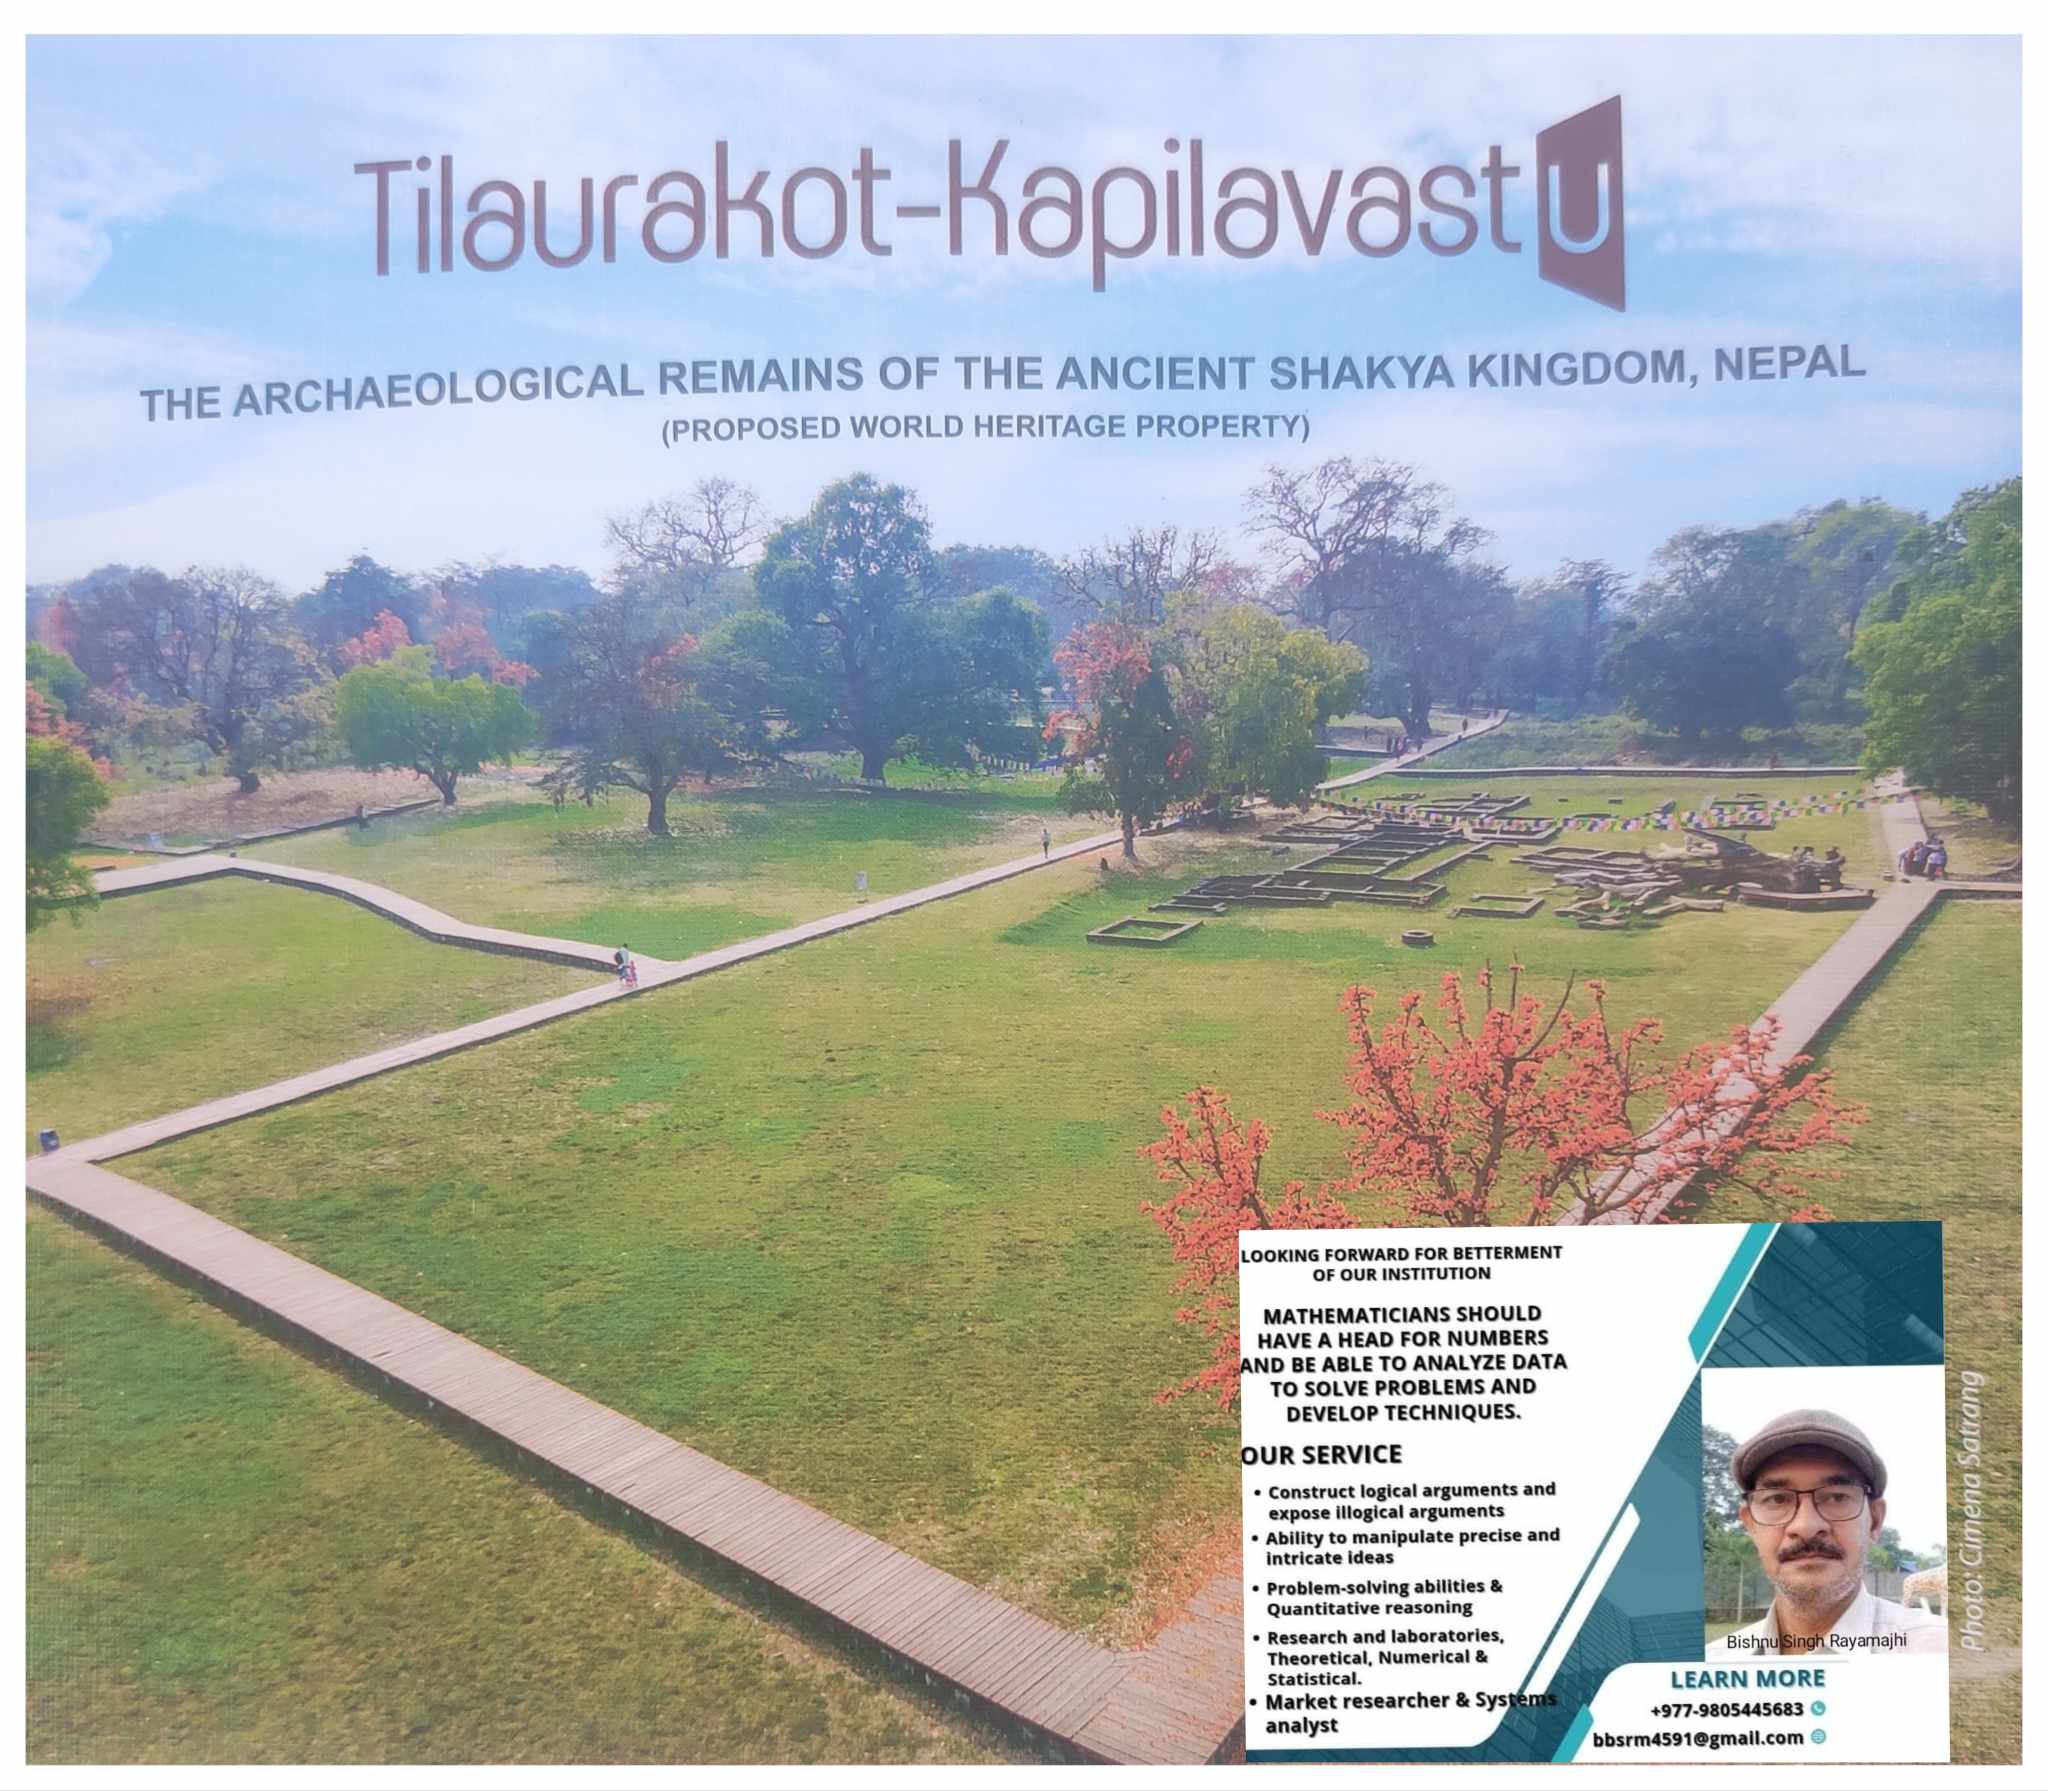 Tilaurakot-Kapilavastu
THE ARCHAEOLOGICAL REMAINS OF THE ANCIENT SHAKYA KINGDOM, NEPAL
(PROPOSED WORLD HERITAGE PROPERTY)
LOOKING FORWARD FOR BETTERMENT
OF OUR INSTITUTION
MATHEMATICIANS SHOULD
HAVE A HEAD FOR NUMBERS
AND BE ABLE TO ANALYZE DATA
TO SOLVE PROBLEMS AND
DEVELOP TECHNIQUES.
OUR SERVICE
• Construct logical arguments and
expose illogical arguments
• Ability to manipulate precise and
intricate ideas
• Problem-solving abilities &
Quantitative reasoning
• Research and laboratories,
Theoretical, Numerical &
Statistical.
• Market researcher & Systems
analyst
Bishnu Singh Rayamajhi
LEARN MORE
+977-9805445683
bbsrm4591@gmail.com
Photo: Cimena Satrang